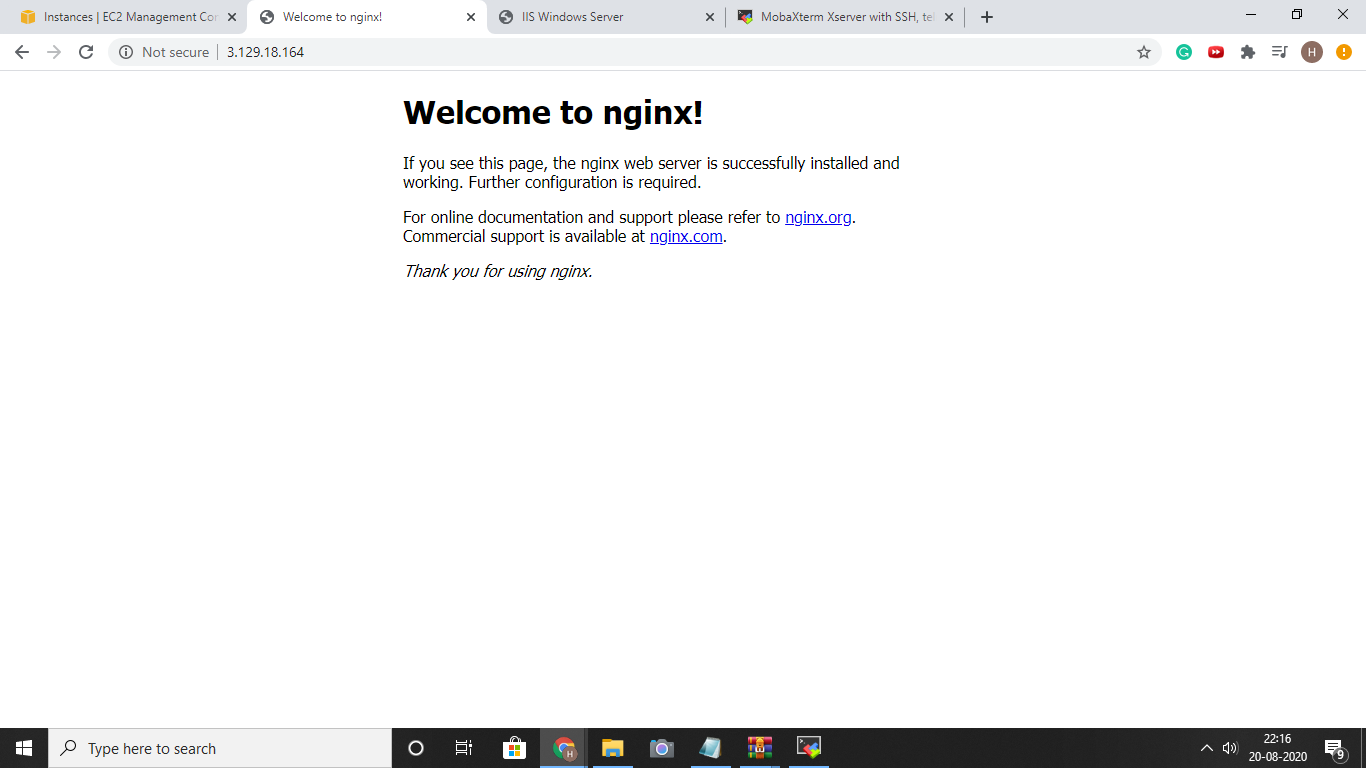 Instances | EC2 Management Con
Welcome to nginx!
IIS Windows Server
MobaXterm Xserver with SSH, tel
Not secure
3.129.18.164
H
Welcome to nginx!
If you see this page, the nginx web server is successfully installed and
working. Further configuration is required.
For online documentation and support please refer to nginx.org.
Commercial support is available at nginx.com.
Thank you for using nginx.
Type here to search
H
22:16
20-08-2020
9